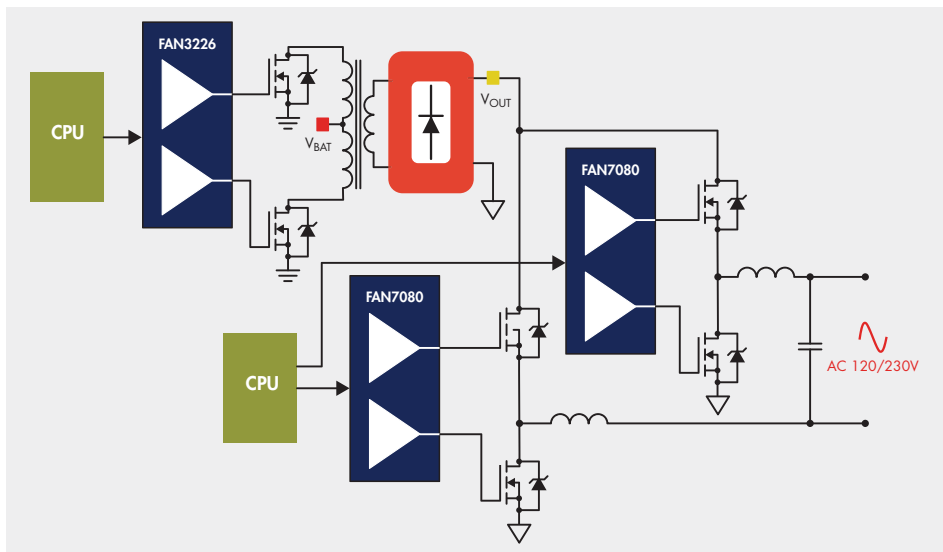 FAN3226
CPU
VBAT
VOUT
FAN7080
FAN7080
CPU
AC 120/230V